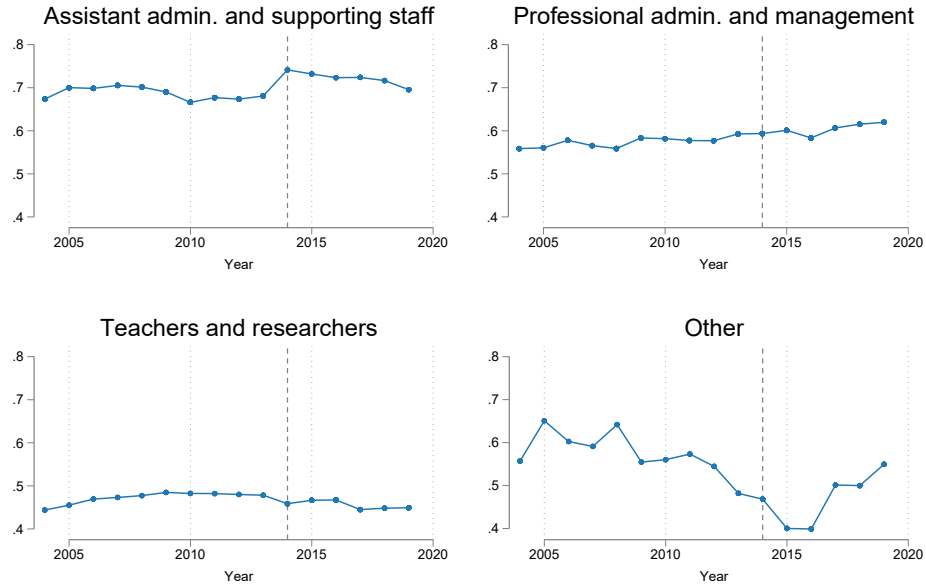 Assistant admin. and supporting staff
.8
.7
.6
.5
.4
2005 2010 2015 2020
Year
Professional admin. and management
.8
.7
.6
.5
.4
2005 2010 2015 2020
Year
Teachers and researchers
.8
.7
.6
.5
.4
2005 2010 2015 2020
Year
Other
.8
.7
.6
.5
.4
2005 2010 2015 2020
Year